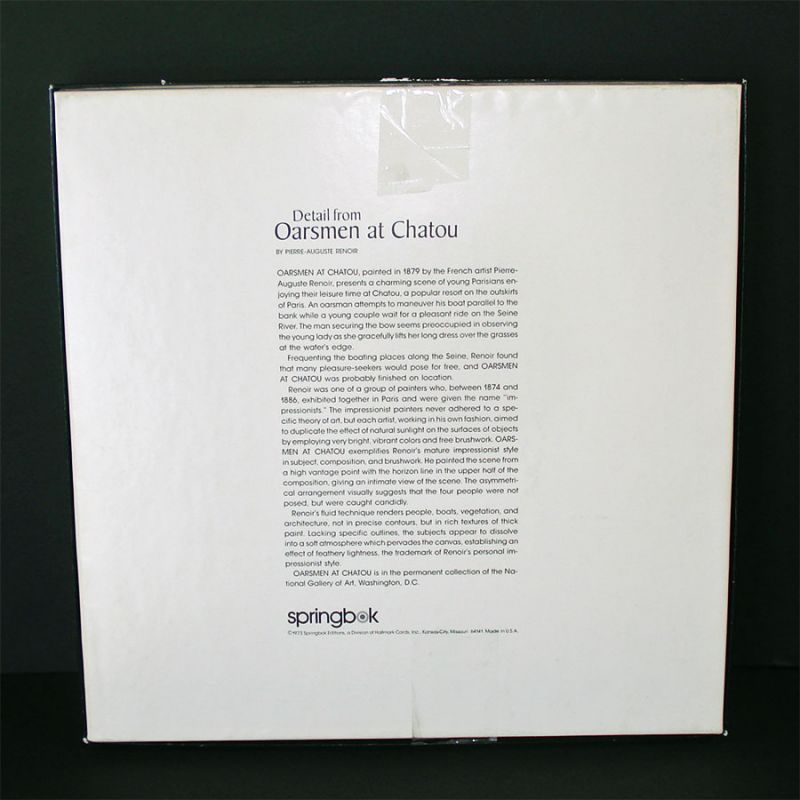 Detail from
Oarsmen at Chatou
BY PIERRE-AUGUSTE RENOIR
OARSMEN AT CHATOU, painted in 1879 by the French artist Pierre-
Auguste Renoir, presents a charming scene of young Parisians en-
joying their leisure time at Chatou, a popular resort on the outskirts
of Paris. An oarsman attempts to maneuver his boat parallel to the
bank while a young couple wait for a pleasant ride on the Seine
River. The man securing the bow seems preoccupied in observing
the young lady as she gracefully lifts her long dress over the grasses
at the water's edge.
Frequenting the boating places along the Seine, Renoir found
that many pleasure-seekers would pose for free, and OARSMEN
AT CHATOU was probably finished on location.
Renoir was one of a group of painters who, between 1874 and
1886, exhibited together in Paris and were given the name "im-
pressionists." The impressionist painters never adhered to a spe-
cific theory of art, but each artist, working in his own fashion, aimed
to duplicate the effect of natural sunlight on the surfaces of objects
by employing very bright, vibrant colors and free brushwork. OARS-
MEN AT CHATOU exemplifies Renoir's mature impressionist style
in subject, composition, and brushwork. He painted the scene from
a high vantage point with the horizon line in the upper half of the
composition, giving an intimate view of the scene. The asymmetri-
cal arrangement visually suggests that the four people were not
posed, but were caught candidly.
Renoir's fluid technique renders people, boats, vegetation, and
architecture, not in precise contours, but in rich textures of thick
paint. Lacking specific outlines, the subjects appear to dissolve
into a soft atmosphere which pervades the canvas, establishing an
effect of feathery lightness, the trademark of Renoir's personal im-
pressionist style.
OARSMEN AT CHATOU is in the permanent collection of the Na-
tional Gallery of Art, Washington, D.C.
springbok
©1973 Springbok Editions, a Division of Hallmark Cards, Inc., Kansas City, Missouri 64141 Made in U.S.A.